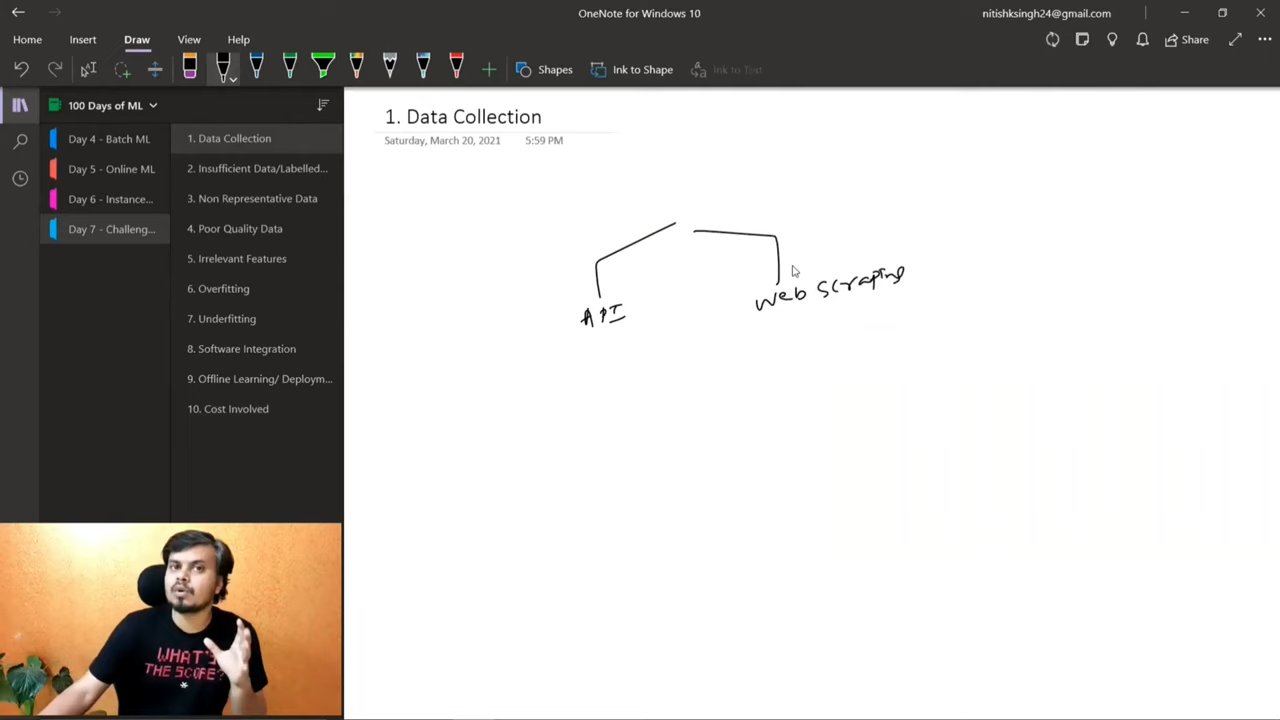 OneNote for Windows 10
nitishksingh24@gmail.com
Home
Insert
Draw
View
Help
Share
Shapes
Ink to Shape
Ink to Text
100 Days of ML
Day 4 - Batch ML
Day 5 - Online ML
Day 6 - Instance...
Day 7 - Challeng...
1. Data Collection
2. Insufficient Data/Labelled...
3. Non Representative Data
4. Poor Quality Data
5. Irrelevant Features
6. Overfitting
7. Underfitting
8. Software Integration
9. Offline Learning/ Deploym...
10. Cost Involved
1. Data Collection
Saturday, March 20, 2021 5:59 PM
API
Web Scraping
WHAT'S
THE SCOPE?